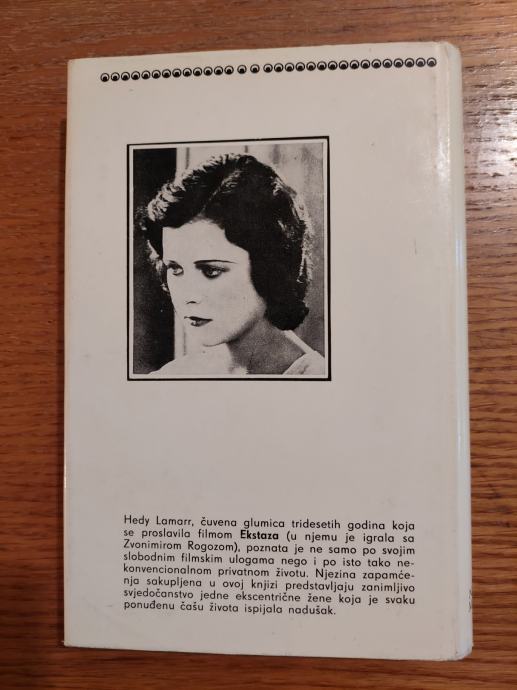 Hedy Lamarr, čuvena glumica tridesetih godina koja
se proslavila filmom Ekstaza (u njemu je igrala sa
Zvonimirom Rogozom), poznata je ne samo po svojim
slobodnim filmskim ulogama nego i po isto tako ne-
konvencionalnom privatnom životu. Njezina zapamće-
nja sakupljena u ovoj knjizi predstavljaju zanimljivo
svjedočanstvo jedne ekscentrične žene koja je svaku
ponuđenu čašu života ispijala nadušak.